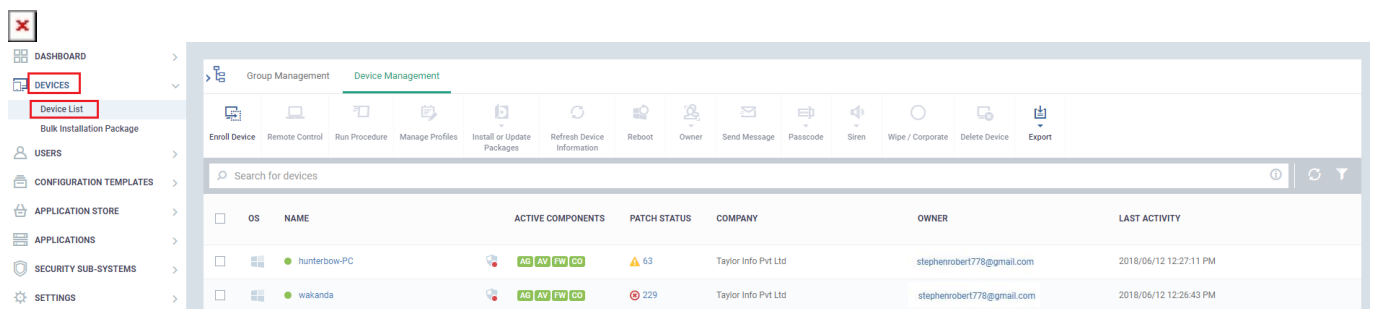 DASHBOARD
DEVICES
Device List
Bulk Installation Package
USERS
CONFIGURATION TEMPLATES
APPLICATION STORE
APPLICATIONS
SECURITY SUB-SYSTEMS
SETTINGS
Group Management Device Management
Enroll Device Remote Control Run Procedure Manage Profiles Install or Update Packages Refresh Device Information Reboot Owner Send Message Passcode Siren Wipe / Corporate Delete Device Export
Search for devices
OS NAME ACTIVE COMPONENTS PATCH STATUS COMPANY OWNER LAST ACTIVITY
hunterbow-PC AG AV FW CO 63 Taylor Info Pvt Ltd stephenrobert778@gmail.com 2018/06/12 12:27:11 PM
wakanda AG AV FW CO 229 Taylor Info Pvt Ltd stephenrobert778@gmail.com 2018/06/12 12:26:43 PM